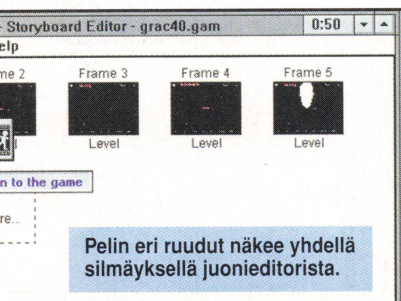 - Storyboard Editor - grac40.gam 0:50
elp
me 2 Frame 3 Frame 4 Frame 5
Level Level Level
n to the game
re...
Pelin eri ruudut näkee yhdellä
silmäyksellä juonieditorista.